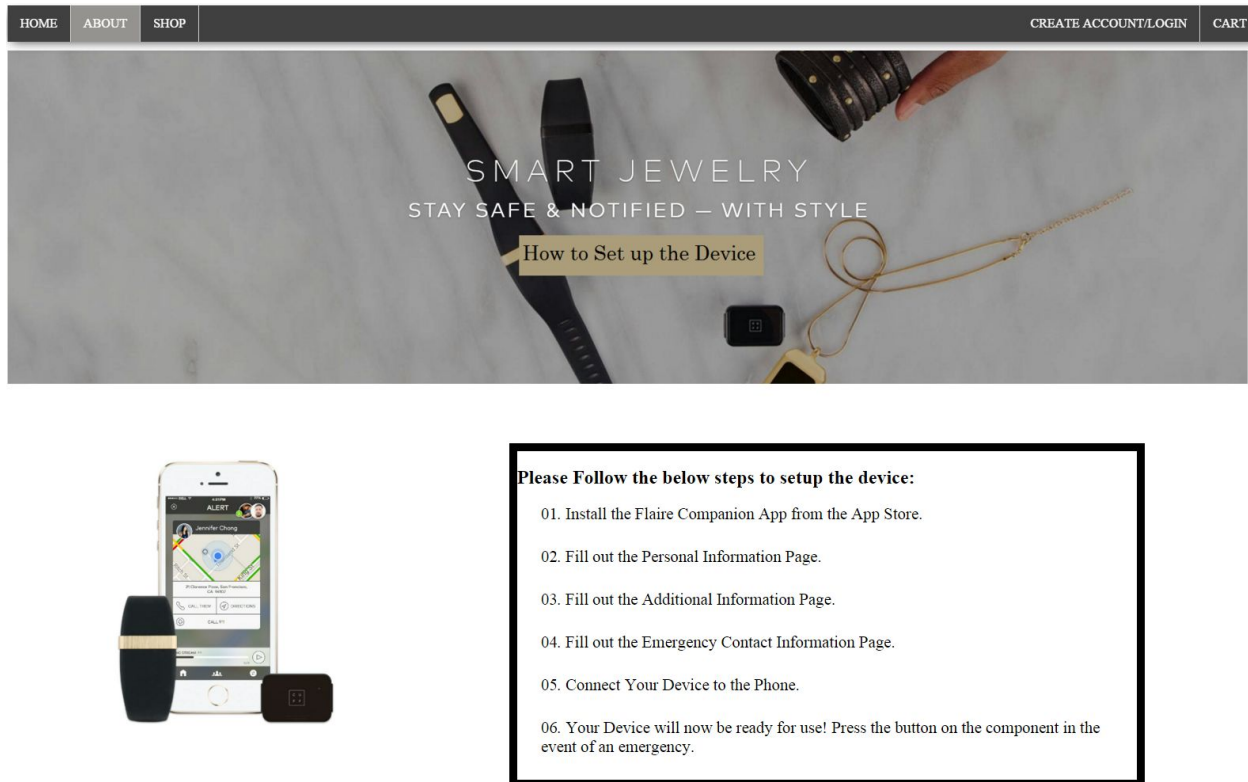 HOME ABOUT SHOP CREATE ACCOUNT/LOGIN CART
SMART JEWELRY
STAY SAFE & NOTIFIED — WITH STYLE
How to Set up the Device
ALERT
Jennifer Chang
CALL 911
Please Follow the below steps to setup the device:
01. Install the Flaire Companion App from the App Store.
02. Fill out the Personal Information Page.
03. Fill out the Additional Information Page.
04. Fill out the Emergency Contact Information Page.
05. Connect Your Device to the Phone.
06. Your Device will now be ready for use! Press the button on the component in the
event of an emergency.